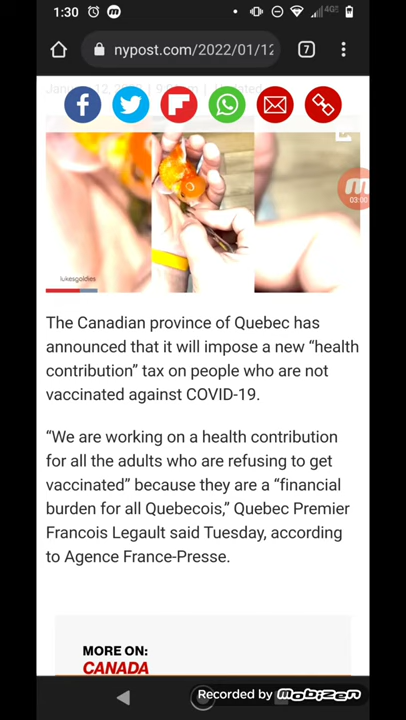 1:30
4G
nypost.com/2022/01/12
7
lukesgoldies
03:00
The Canadian province of Quebec has
announced that it will impose a new “health
contribution” tax on people who are not
vaccinated against COVID-19.
“We are working on a health contribution
for all the adults who are refusing to get
vaccinated” because they are a “financial
burden for all Quebecois,” Quebec Premier
Francois Legault said Tuesday, according
to Agence France-Presse.
MORE ON:
CANADA
Recorded by mobizen